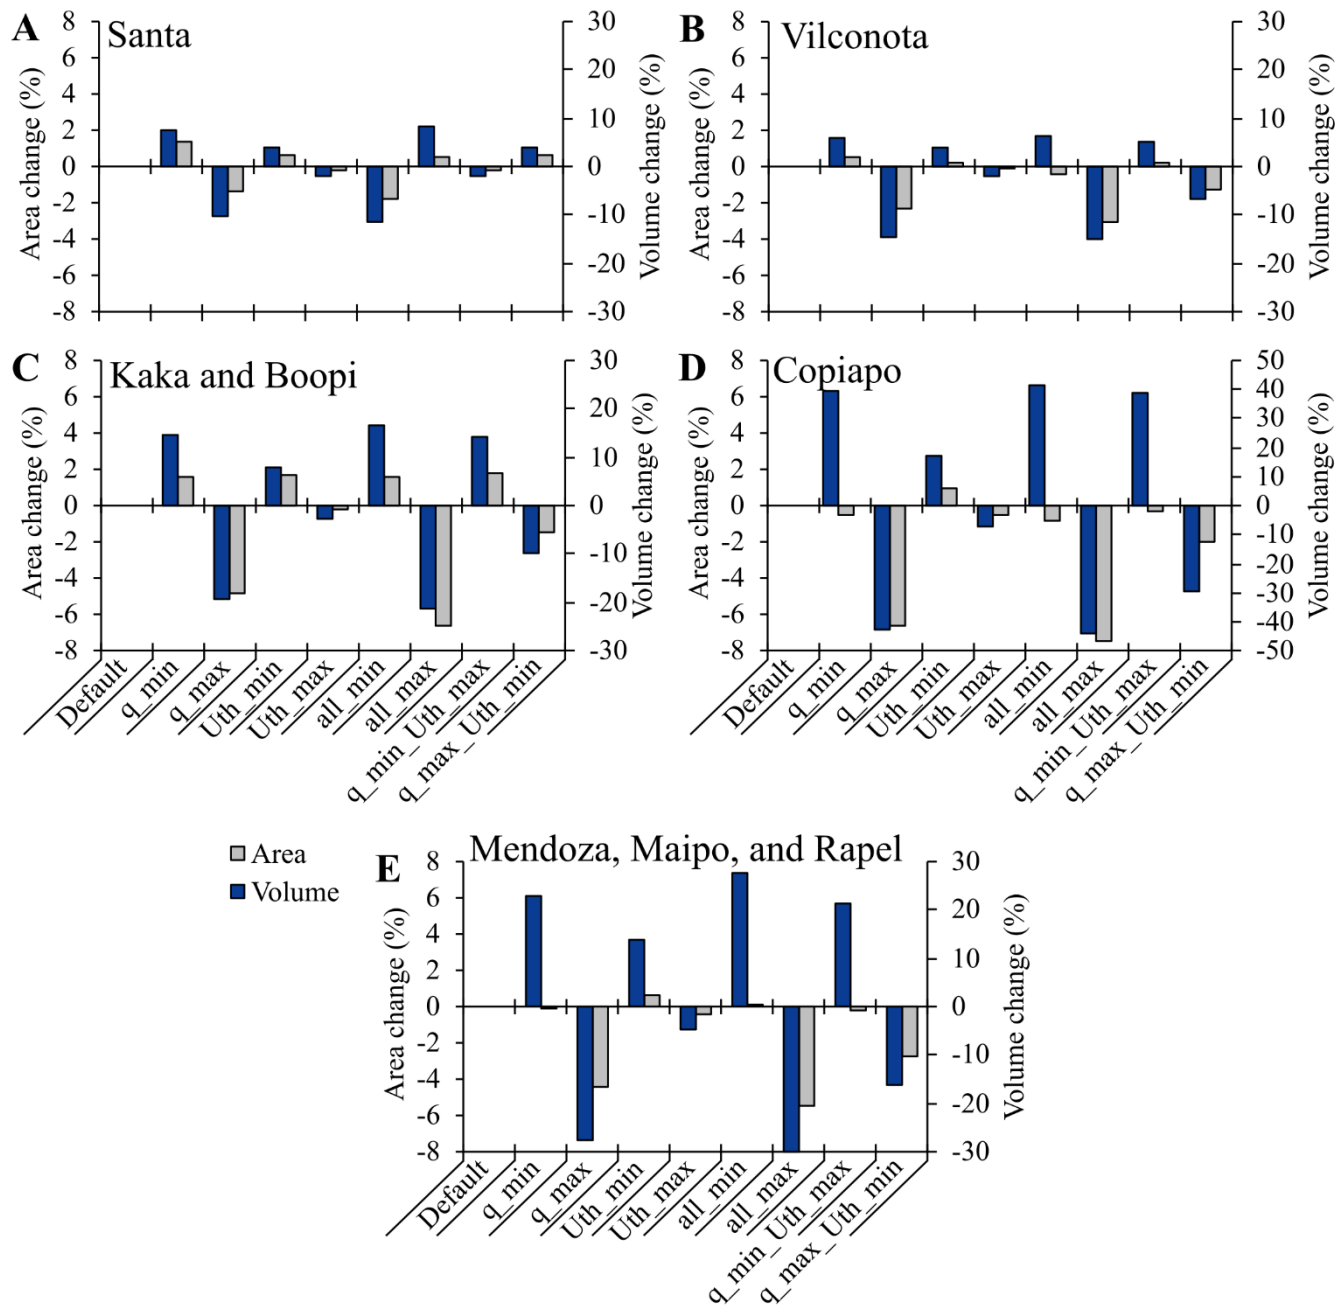 A
Santa
Area change (%)
8
6
4
2
0
-2
-4
-6
-8
30
20
10
0
-10
-20
-30
Volume change (%)
B
Vilconota
Area change (%)
8
6
4
2
0
-2
-4
-6
-8
30
20
10
0
-10
-20
-30
Volume change (%)
C
Kaka and Boopi
Area change (%)
8
6
4
2
0
-2
-4
-6
-8
30
20
10
0
-10
-20
-30
Volume change (%)
Default
q_min
q_max
Uth_min
Uth_max
all_min
all_max
q_min_Uth_max
q_max_Uth_min
D
Copiapo
Area change (%)
8
6
4
2
0
-2
-4
-6
-8
50
40
30
20
10
0
-10
-20
-30
-40
-50
Volume change (%)
Default
q_min
q_max
Uth_min
Uth_max
all_min
all_max
q_min_Uth_max
q_max_Uth_min
Area
Volume
E
Mendoza, Maipo, and Rapel
Area change (%)
8
6
4
2
0
-2
-4
-6
-8
30
20
10
0
-10
-20
-30
Volume change (%)
Default
q_min
q_max
Uth_min
Uth_max
all_min
all_max
q_min_Uth_max
q_max_Uth_min